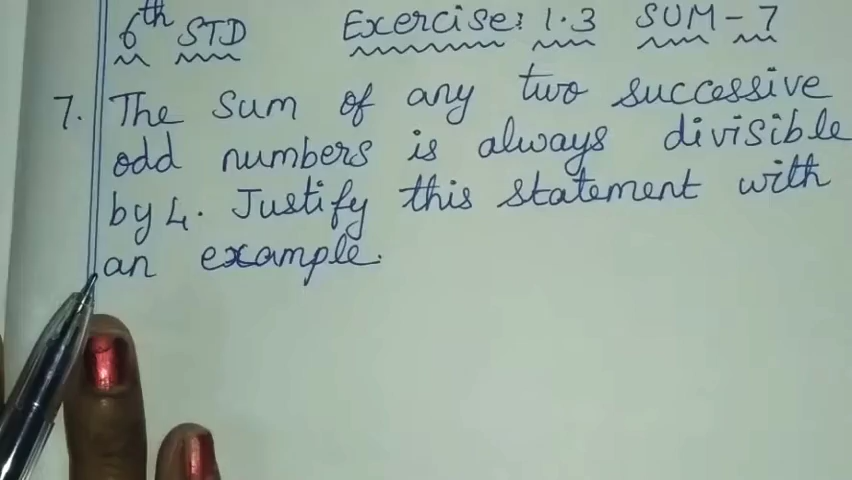 6th STD Exercise: 1.3 SUM - 7
7. The Sum of any two successive
odd numbers is always divisible
by 4. Justify this statement with
an example.